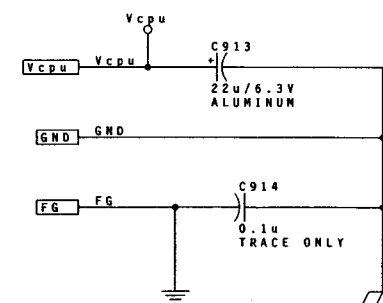 Vcpu
C913
Vcpu Vcpu +
22u/6.3V
ALUMINUM
GND GND
C914
FG FG
0.1u
TRACE ONLY